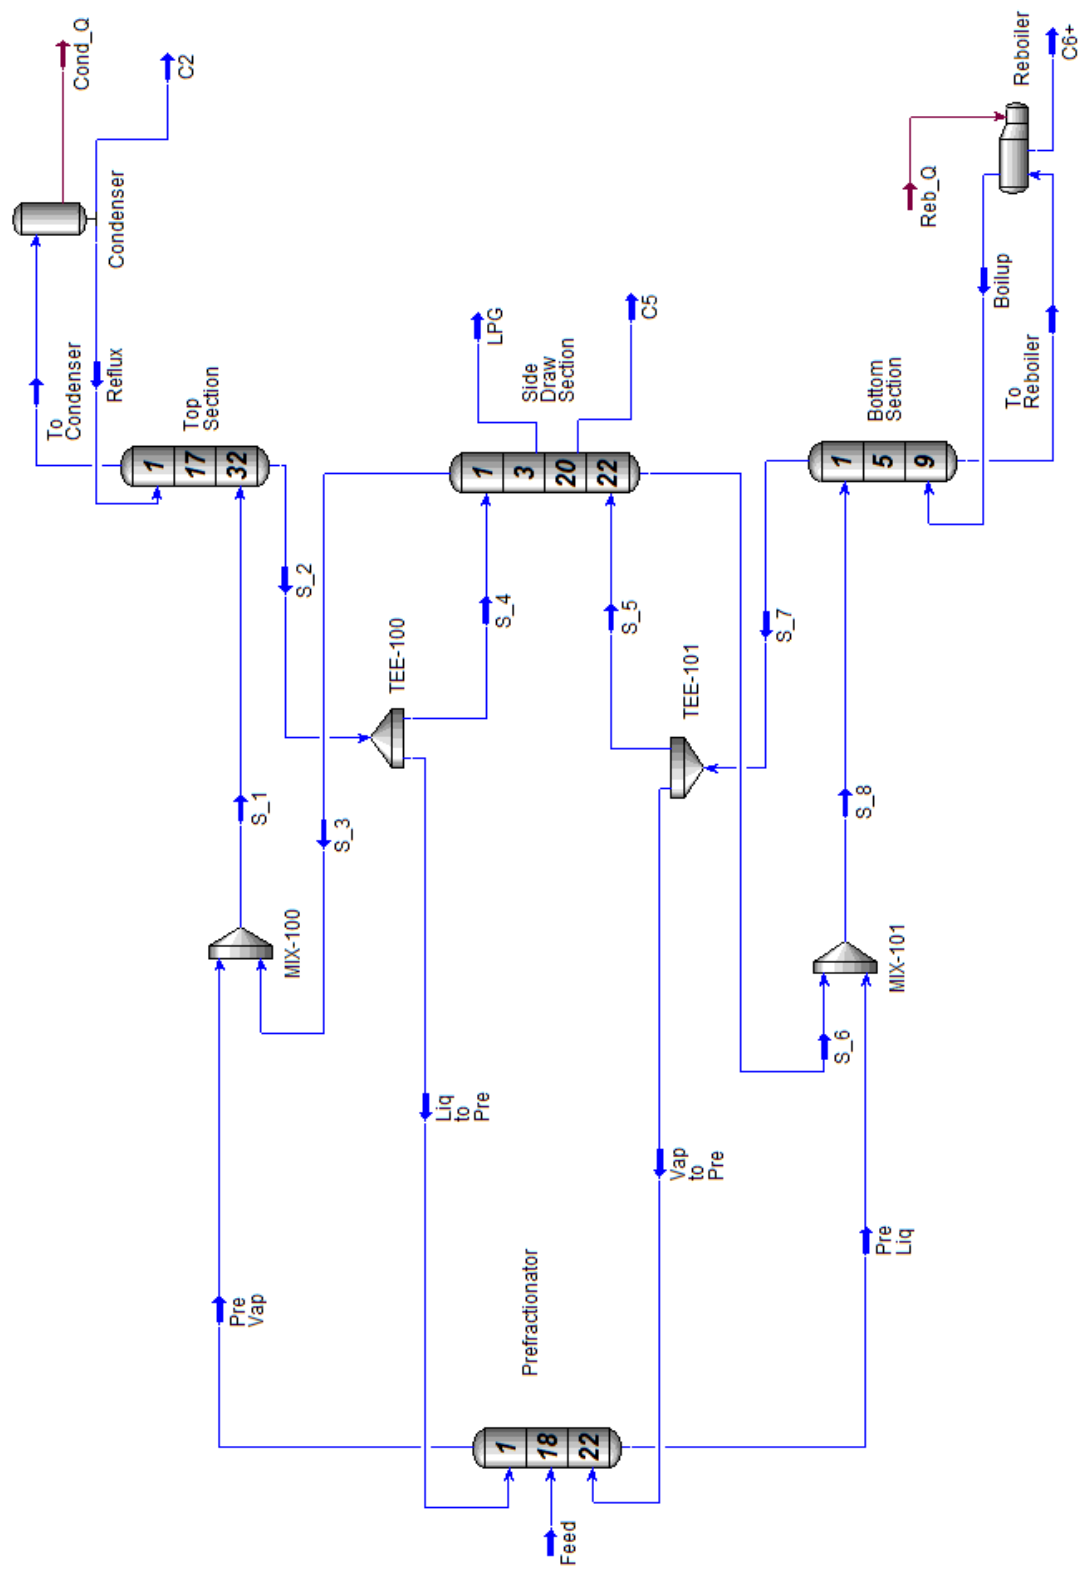 Cond_Q
C2
Condenser
To
Condenser
Reflux
Top
Section
1
17
32
S_1
S_2
S_3
MIX-100
TEE-100
S_4
LPG
Side
Draw
Section
C5
1
3
20
22
S_5
TEE-101
S_7
Liq
to
Pre
Vap
to
Pre
Pre
Vap
Prefractionator
1
18
22
Feed
Pre
Liq
S_6
MIX-101
S_8
Bottom
Section
1
5
9
To
Reboiler
Boilup
Reb_Q
Reboiler
C6+